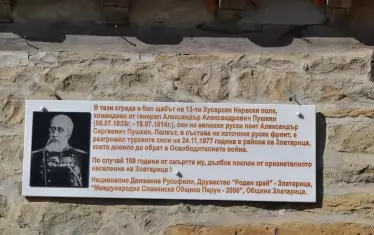 В тази сграда е бил щабът на 13-ти Хусарски Нарвски полк,
командван от генерал Александър Александрович Пушкин
(06.07.1833г. - 19.07.1914г.), син на великия руски поет Александър
Сергеевич Пушкин. Полкът, в състава на източния руски фронт, е
разгромил турските сили на 24.11.1877 година в района на Златарица,
което довело до обрат в Освободителната война.
По случай 100 години от смъртта му, дълбок поклон от признателното
население на Златарица !
Национално Движение Русофили, Дружество "Роден край" - Златарица,
"Международна Славянска Община Перун - 2000", Община Златарица.